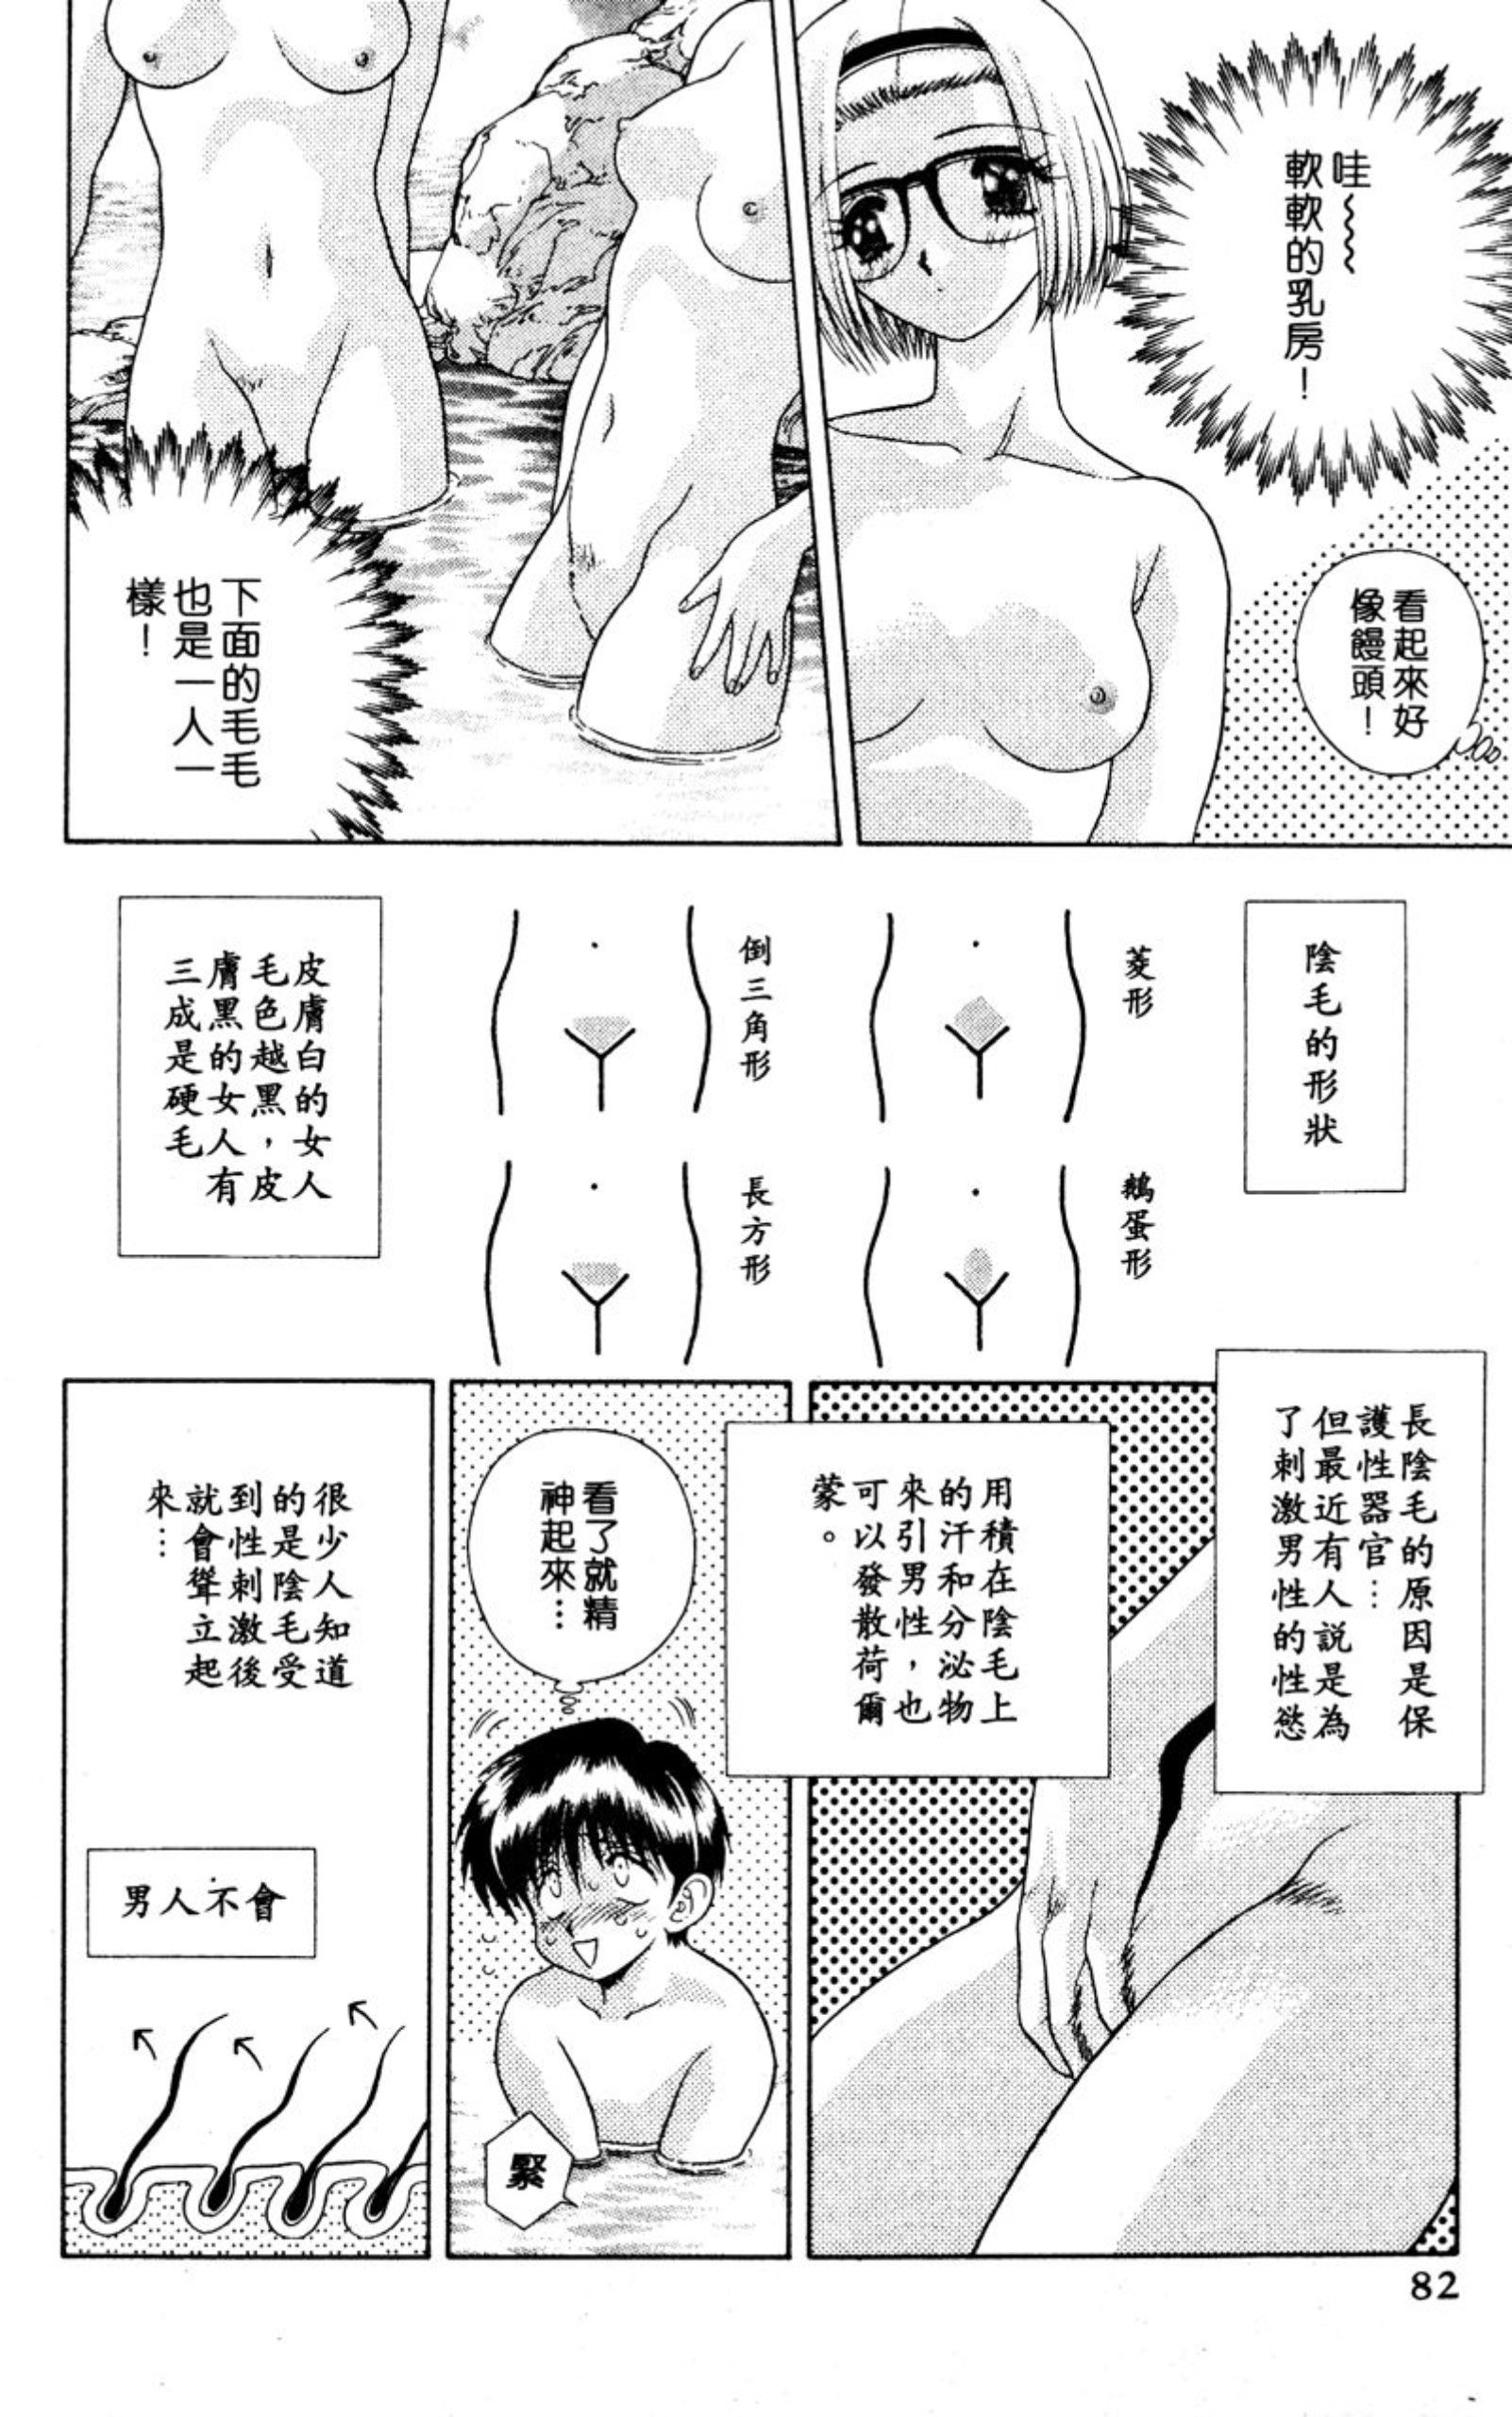 哇～～～
軟軟的乳房！
看起來好
像饅頭！
下面的毛毛
也是一人一
樣！
陰毛的形狀
菱形
倒三角形
鵝蛋形
長方形
皮膚白的女人
毛色越黑，皮
膚黑的女人有
三成是硬毛
長陰毛的原因是保
護性器官…
但最近有人說是為
了刺激男性的性慾
用積在陰毛上
的汗和分泌物
來引男性，也
可以發散荷爾
蒙。
看了就精
神起來…
緊
很少人知道
的是陰毛受
到性刺激後
就會聳立起
來…
男人不會
82